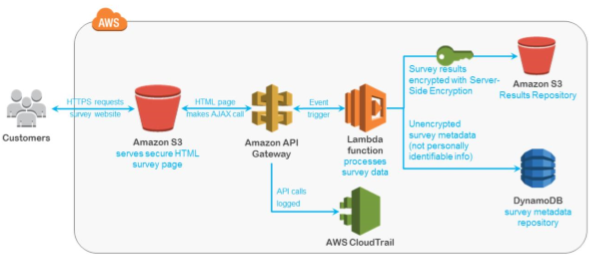 AWS
HTTPS requests
survey website
Customers
Amazon S3
serves secure HTML
survey page
HTML page
makes AJAX call
Amazon API
Gateway
Event
trigger
Lambda
function
processes
survey data
Survey results
encrypted with Server-
Side Encryption
Amazon S3
Results Repository
Unencrypted
survey metadata
(not personally
identifiable info)
DynamoDB
survey metadata
repository
API calls
logged
AWS CloudTrail